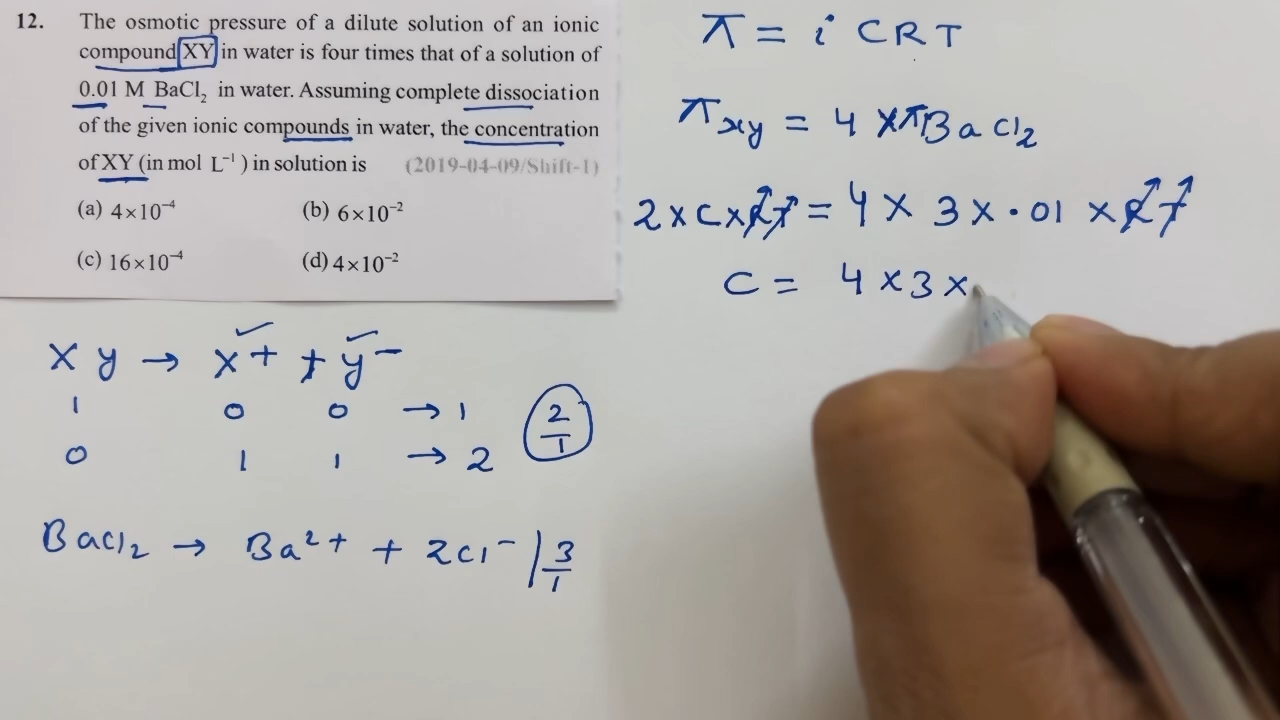 12. The osmotic pressure of a dilute solution of an ionic
compound XY in water is four times that of a solution of
0.01 M BaCl₂ in water. Assuming complete dissociation
of the given ionic compounds in water, the concentration
of XY (in mol L⁻¹) in solution is (2019-04-09/Shift-1)
(a) 4×10⁻⁴ (b) 6×10⁻²
(c) 16×10⁻⁴ (d) 4×10⁻²
xy → x+ + y−
1 0 0 → 1 2/1
0 1 1 → 2
BaCl₂ → Ba²⁺ + 2Cl⁻ | 3/1
π = i CRT
πxy = 4 × πBaCl₂
2 × C × RT = 4 × 3 × .01 × RT
C = 4 × 3 ×